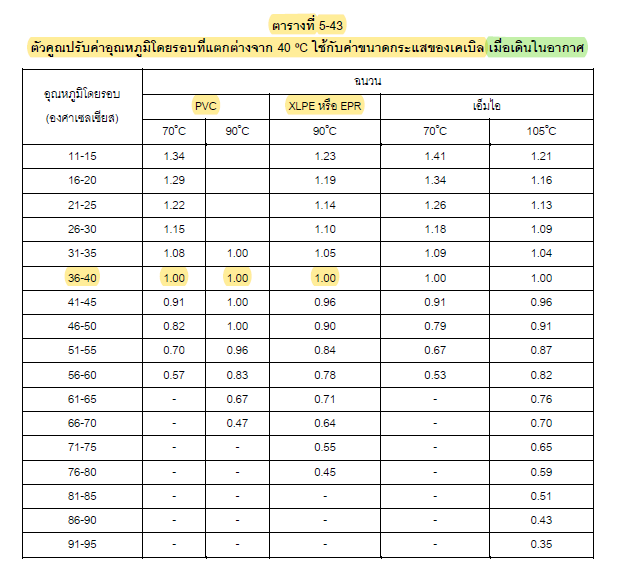 ตารางที่ 5-43
ตัวคูณปรับค่าอุณหภูมิโดยรอบที่แตกต่างจาก 40 ºC ใช้กับค่าขนาดกระแสของเคเบิล เมื่อเดินในอากาศ
อุณหภูมิโดยรอบ
(องศาเซลเซียส)
ฉนวน
PVC XLPE หรือ EPR เอ็มไอ
70˚C 90˚C 90˚C 70˚C 105˚C
11-15 1.34 1.23 1.41 1.21
16-20 1.29 1.19 1.34 1.16
21-25 1.22 1.14 1.26 1.13
26-30 1.15 1.10 1.18 1.09
31-35 1.08 1.00 1.05 1.09 1.04
36-40 1.00 1.00 1.00 1.00 1.00
41-45 0.91 1.00 0.96 0.91 0.96
46-50 0.82 1.00 0.90 0.79 0.91
51-55 0.70 0.96 0.84 0.67 0.87
56-60 0.57 0.83 0.78 0.53 0.82
61-65 - 0.67 0.71 - 0.76
66-70 - 0.47 0.64 - 0.70
71-75 - - 0.55 - 0.65
76-80 - - 0.45 - 0.59
81-85 - - - - 0.51
86-90 - - - - 0.43
91-95 - - - - 0.35